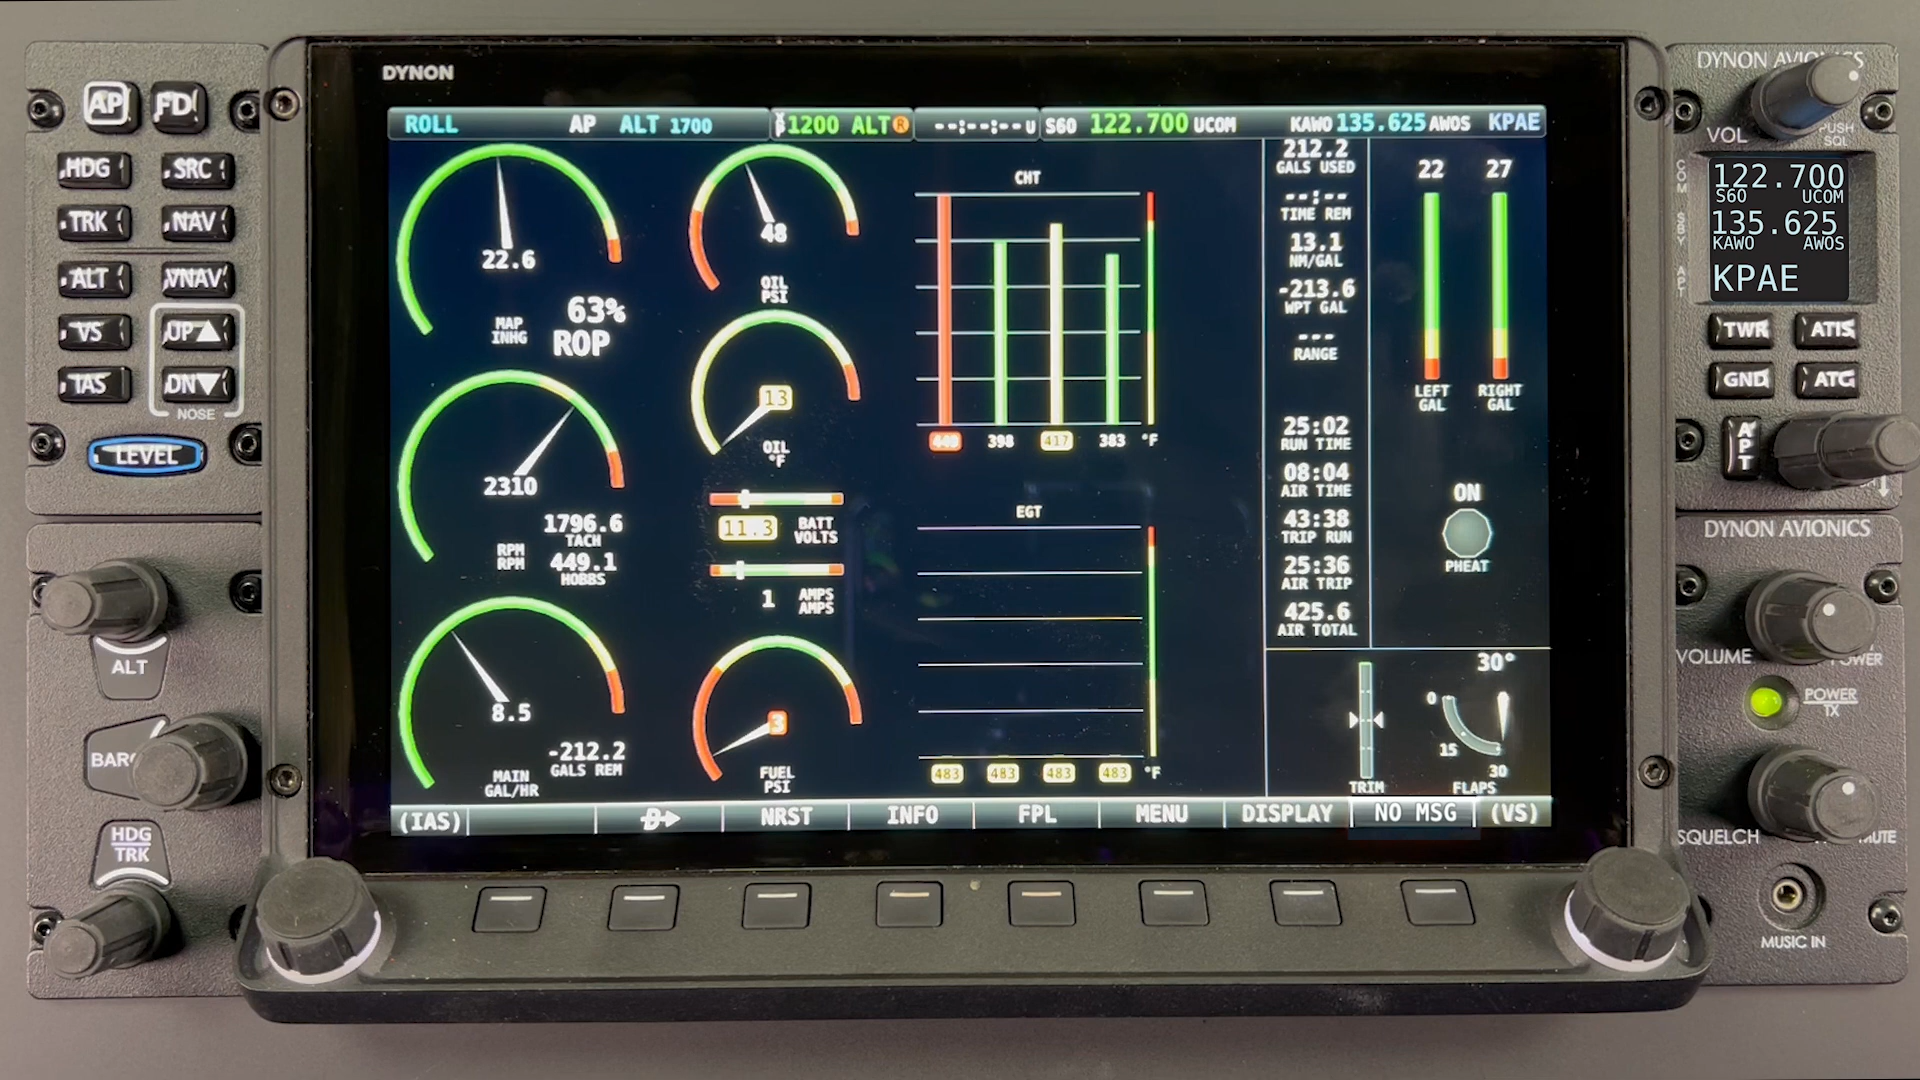 DYNON
AP FD
HDG SRC
TRK NAV
ALT VNAV
VS UP▲
TAS DN▼
NOSE
LEVEL
ALT
HDG
TRK
ROLL AP ALT 1700 1200 ALT R --:--:--U S60 122.700 UCOM KAWO 135.625 AWOS KPAE
22.6
MAP
INHG
63%
ROP
2310
RPM
RPM
1796.6
TACH
449.1
HOBBS
8.5
MAIN
GAL/HR
-212.2
GALS REM
48
OIL
PSI
13
OIL
°F
11.3 BATT
VOLTS
1 AMPS
AMPS
3
FUEL
PSI
CHT
449 398 417 383 °F
EGT
483 483 483 483 °F
212.2
GALS USED
--:--
TIME REM
13.1
NM/GAL
-213.6
WPT GAL
---
RANGE
25:02
RUN TIME
08:04
AIR TIME
43:38
TRIP RUN
25:36
AIR TRIP
425.6
AIR TOTAL
22 27
LEFT
GAL
RIGHT
GAL
ON
PHEAT
TRIM
30°
0
15
30
FLAPS
(IAS) D NRST INFO FPL MENU DISPLAY NO MSG (VS)
VOL
PUSH
SQL
COM
SBY
APT
122.700
S60 UCOM
135.625
KAWO AWOS
KPAE
TWR ATIS
GND ATG
APT
DYNON AVIONICS
VOLUME
POWER
TX
SQUELCH
MUSIC IN